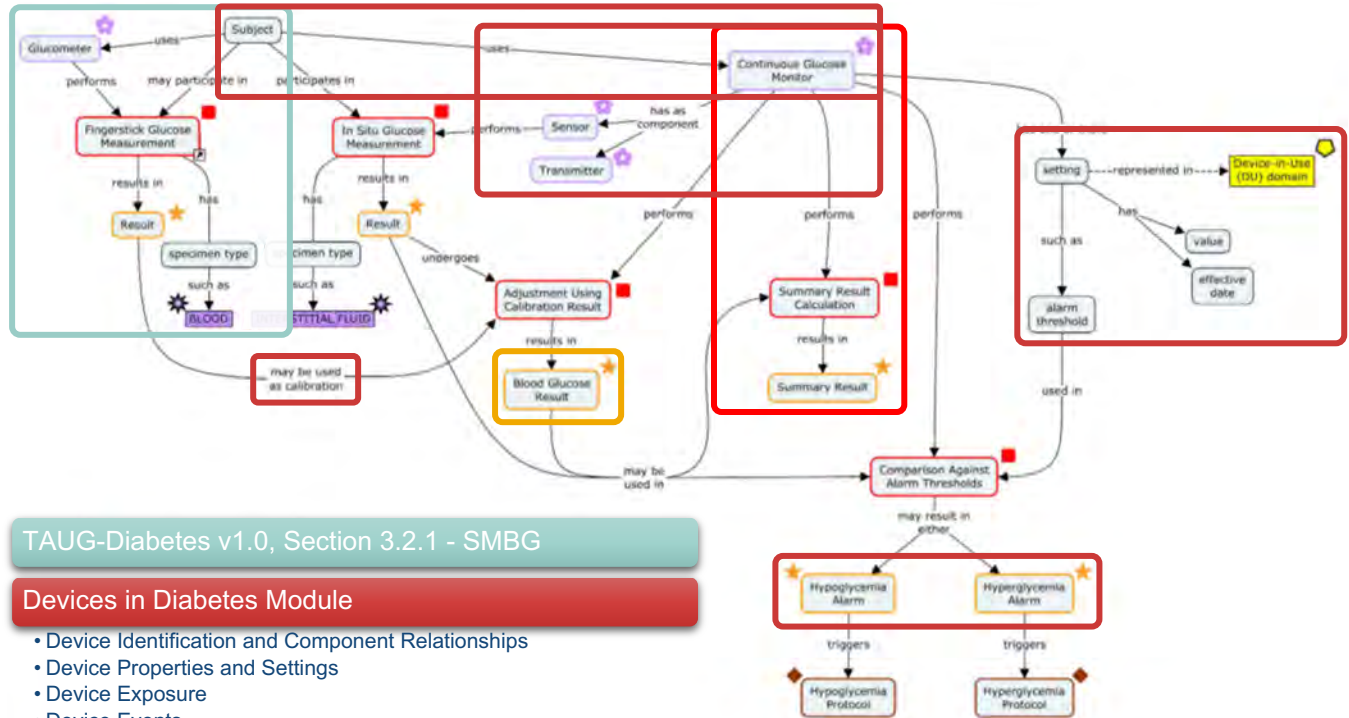 Subject
Glucometer
uses
uses
Continuous Glucose
Monitor
performs
may participate in
participates in
has as
component
Fingerstick Glucose
Measurement
In Situ Glucose
Measurement
performs
Sensor
Transmitter
setting
represented in
Device-in-Use
(DU) domain
results in
has
has
results in
Result
Result
specimen type
specimen type
undergoes
performs
performs
performs
such as
has
value
effective
date
such as
such as
BLOOD
INTERSTITIAL FLUID
Adjustment Using
Calibration Result
Summary Result
Calculation
alarm
threshold
results in
results in
may be used
as calibration
Blood Glucose
Result
Summary Result
used in
may be
used in
Comparison Against
Alarm Thresholds
may result in
either
TAUG-Diabetes v1.0, Section 3.2.1 - SMBG
Hypoglycemia
Alarm
Hyperglycemia
Alarm
Devices in Diabetes Module
• Device Identification and Component Relationships
• Device Properties and Settings
• Device Exposure
triggers
triggers
Hypoglycemia
Protocol
Hyperglycemia
Protocol